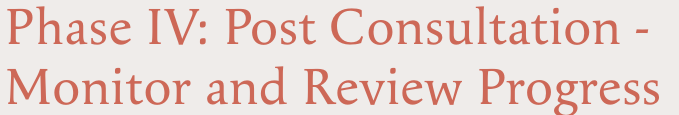 Phase IV: Post Consultation -
Monitor and Review Progress